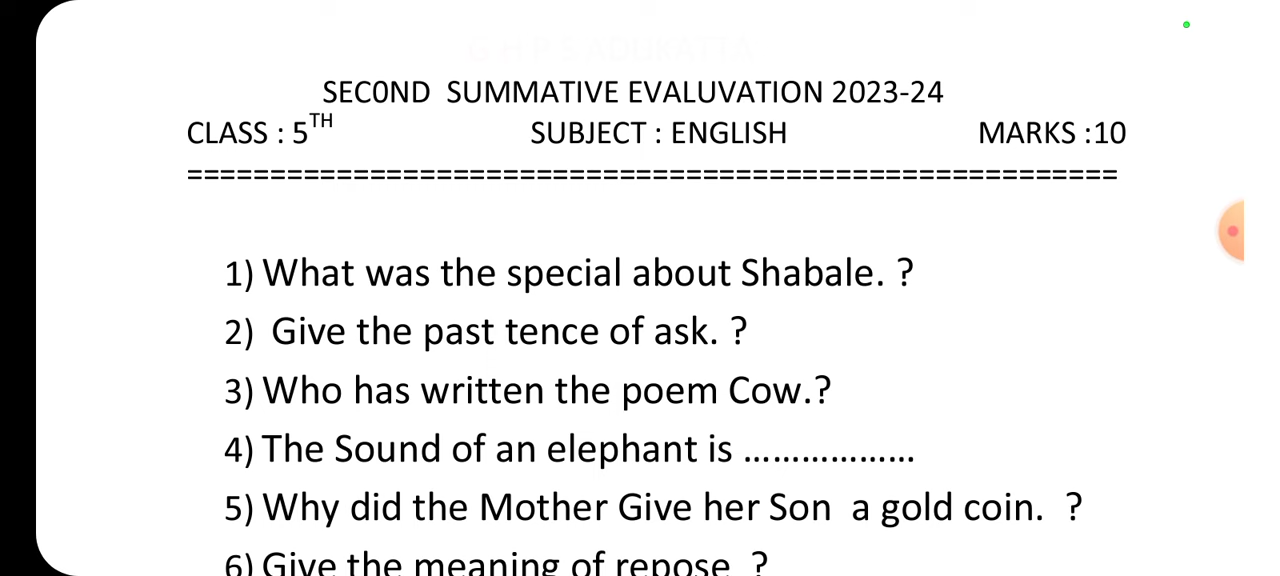 SEC0ND SUMMATIVE EVALUVATION 2023-24
CLASS : 5TH SUBJECT : ENGLISH MARKS :10
========================================================
1) What was the special about Shabale. ?
2) Give the past tence of ask. ?
3) Who has written the poem Cow.?
4) The Sound of an elephant is ..................
5) Why did the Mother Give her Son a gold coin. ?
6) Give the meaning of repose ?